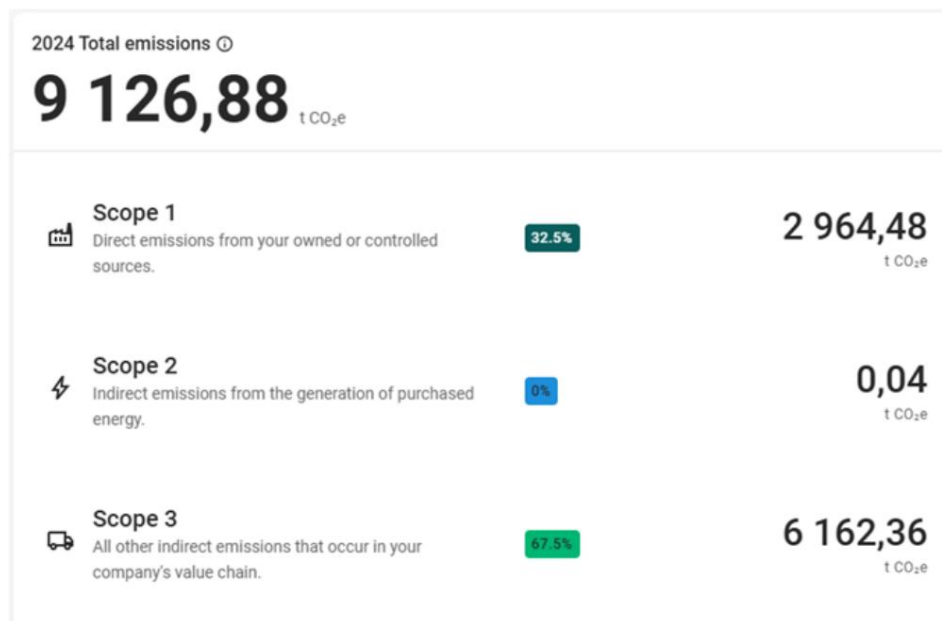 2024 Total emissions
9 126,88 t CO₂e
Scope 1
Direct emissions from your owned or controlled
sources.
32.5%
2 964,48
t CO₂e
Scope 2
Indirect emissions from the generation of purchased
energy.
0%
0,04
t CO₂e
Scope 3
All other indirect emissions that occur in your
company's value chain.
67.5%
6 162,36
t CO₂e